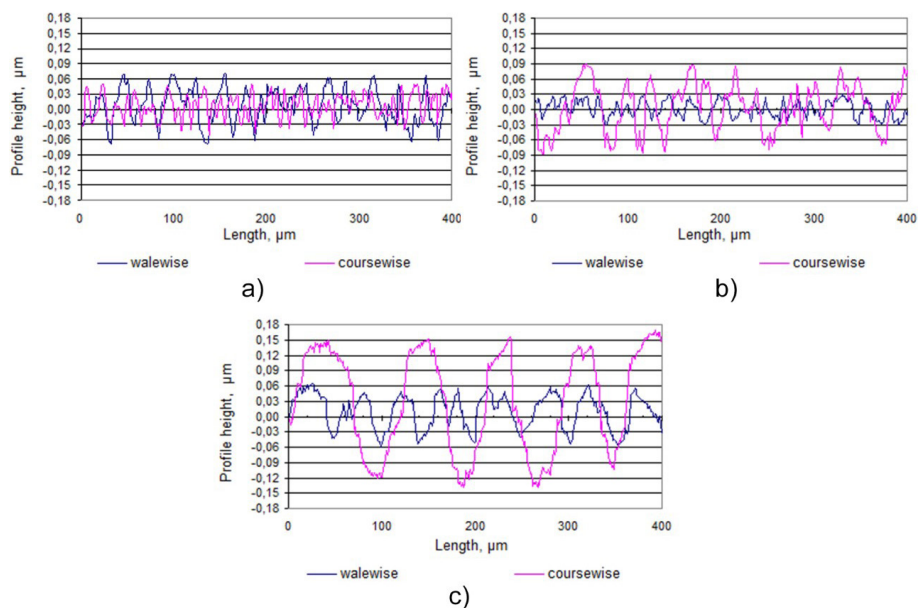 0,18
0,15
0,12
0,09
0,06
0,03
0,00
-0,03
-0,06
-0,09
-0,12
-0,15
-0,18
Profile height, µm
0 100 200 300 400
Length, µm
walewise coursewise
a)
0,18
0,15
0,12
0,09
0,06
0,03
0,00
-0,03
-0,06
-0,09
-0,12
-0,15
-0,18
Profile height, µm
0 100 200 300 400
Length, µm
walewise coursewise
b)
0,18
0,15
0,12
0,09
0,06
0,03
0,00
-0,03
-0,06
-0,09
-0,12
-0,15
-0,18
Profile height, µm
0 100 200 300 400
Length, µm
walewise coursewise
c)